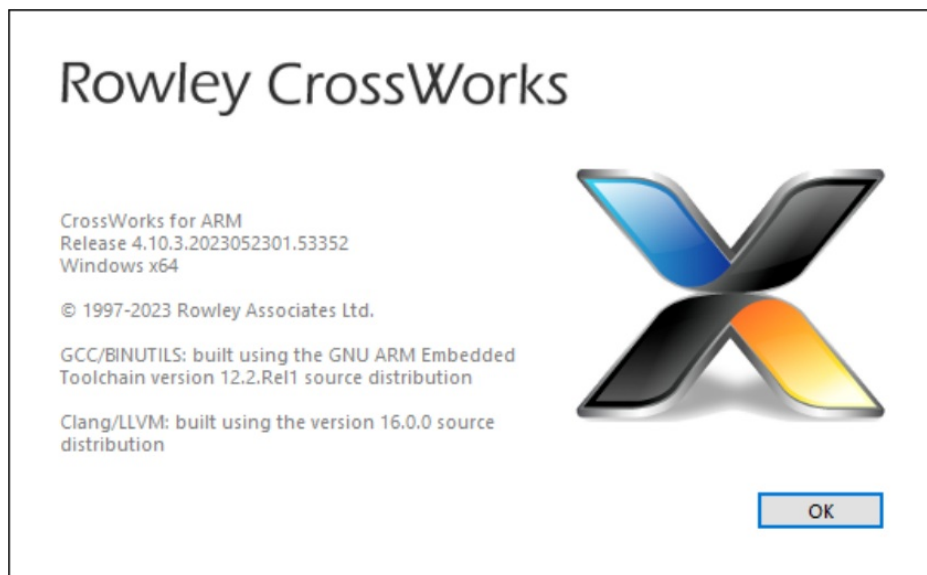 Rowley CrossWorks
CrossWorks for ARM
Release 4.10.3.2023052301.53352
Windows x64
© 1997-2023 Rowley Associates Ltd.
GCC/BINUTILS: built using the GNU ARM Embedded
Toolchain version 12.2.Rel1 source distribution
Clang/LLVM: built using the version 16.0.0 source
distribution
OK